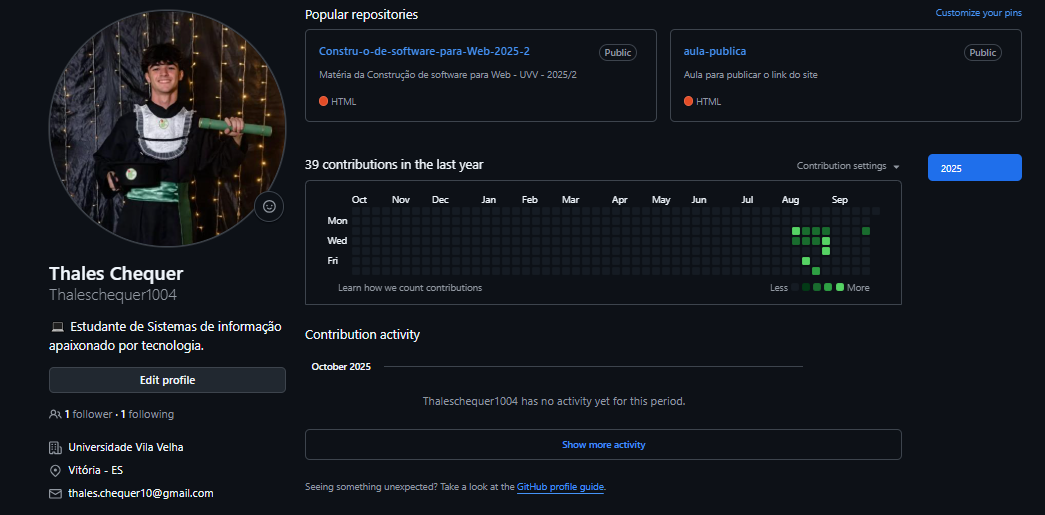 Popular repositories
Customize your pins
Constru-o-de-software-para-Web-2025-2
Public
Matéria da Construção de software para Web - UVV - 2025/2
HTML
aula-publica
Public
Aula para publicar o link do site
HTML
39 contributions in the last year
Contribution settings
2025
Oct Nov Dec Jan Feb Mar Apr May Jun Jul Aug Sep
Mon
Wed
Fri
Learn how we count contributions
Less
More
Thales Chequer
Thaleschequer1004
Estudante de Sistemas de informação
apaixonado por tecnologia.
Edit profile
1 follower · 1 following
Universidade Vila Velha
Vitória - ES
thales.chequer10@gmail.com
Contribution activity
October 2025
Thaleschequer1004 has no activity yet for this period.
Show more activity
Seeing something unexpected? Take a look at the GitHub profile guide.